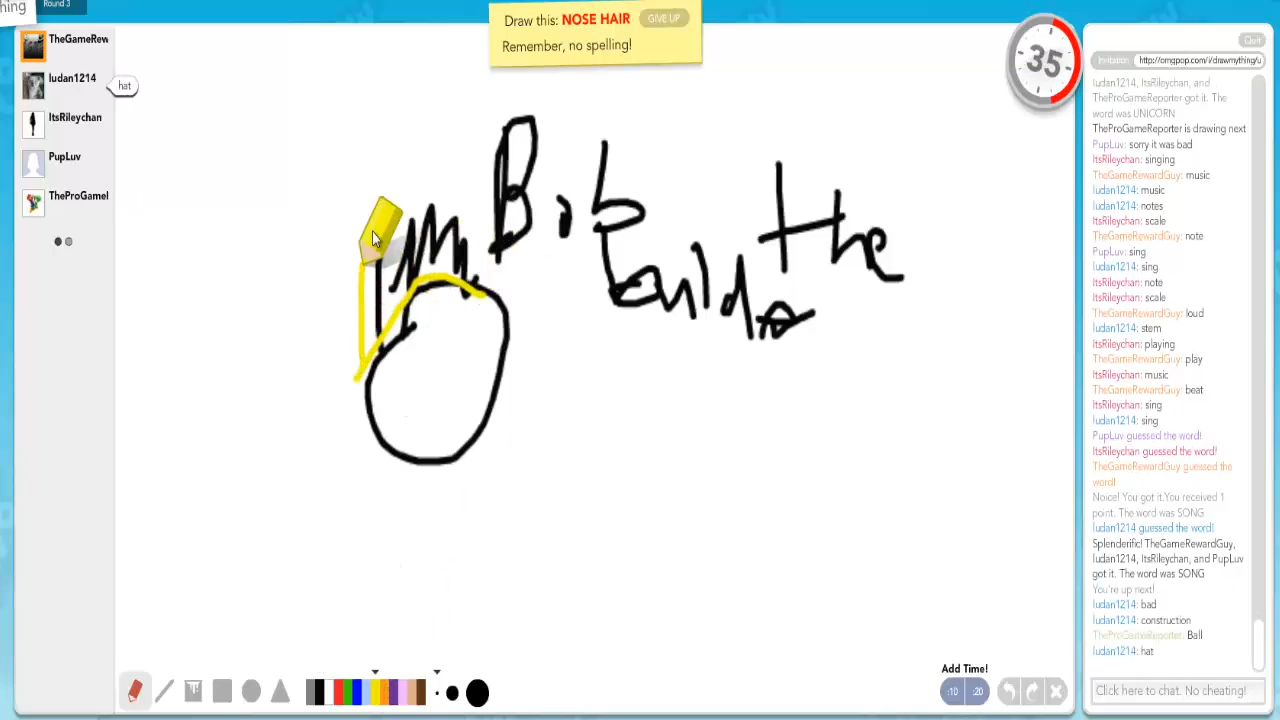 hing
Round 3
Draw this: NOSE HAIR GIVE UP
Remember, no spelling!
35
TheGameRew
ludan1214
hat
ItsRileychan
PupLuv
TheProGameI
Bob the
builda
Clear
Invitation http://omgpop.com/i/drawmything/u
ludan1214, ItsRileychan, and
TheProGameReporter got it. The
word was UNICORN
TheProGameReporter is drawing next
PupLuv: sorry it was bad
ItsRileychan: singing
TheGameRewardGuy: music
ludan1214: music
ludan1214: notes
ItsRileychan: scale
TheGameRewardGuy: note
PupLuv: sing
ludan1214: sing
ItsRileychan: note
ItsRileychan: scale
TheGameRewardGuy: loud
ludan1214: stem
ItsRileychan: playing
TheGameRewardGuy: play
ItsRileychan: music
TheGameRewardGuy: beat
ItsRileychan: sing
ludan1214: sing
PupLuv guessed the word!
ItsRileychan guessed the word!
TheGameRewardGuy guessed the
word!
Noice! You got it.You received 1
point. The word was SONG
ludan1214 guessed the word!
Splenderific! TheGameRewardGuy,
ludan1214, ItsRileychan, and PupLuv
got it. The word was SONG
You're up next!
ludan1214: bad
ludan1214: construction
TheProGameReporter: Ball
ludan1214: hat
Add Time!
:10 :20
Click here to chat. No cheating!